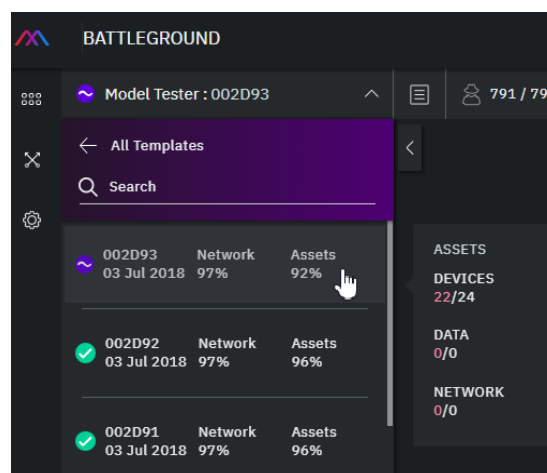 BATTLEGROUND
Model Tester : 002D93
791 / 79
All Templates
Search
002D93 Network Assets
03 Jul 2018 97% 92%
002D92 Network Assets
03 Jul 2018 97% 96%
002D91 Network Assets
03 Jul 2018 97% 96%
ASSETS
DEVICES
22/24
DATA
0/0
NETWORK
0/0